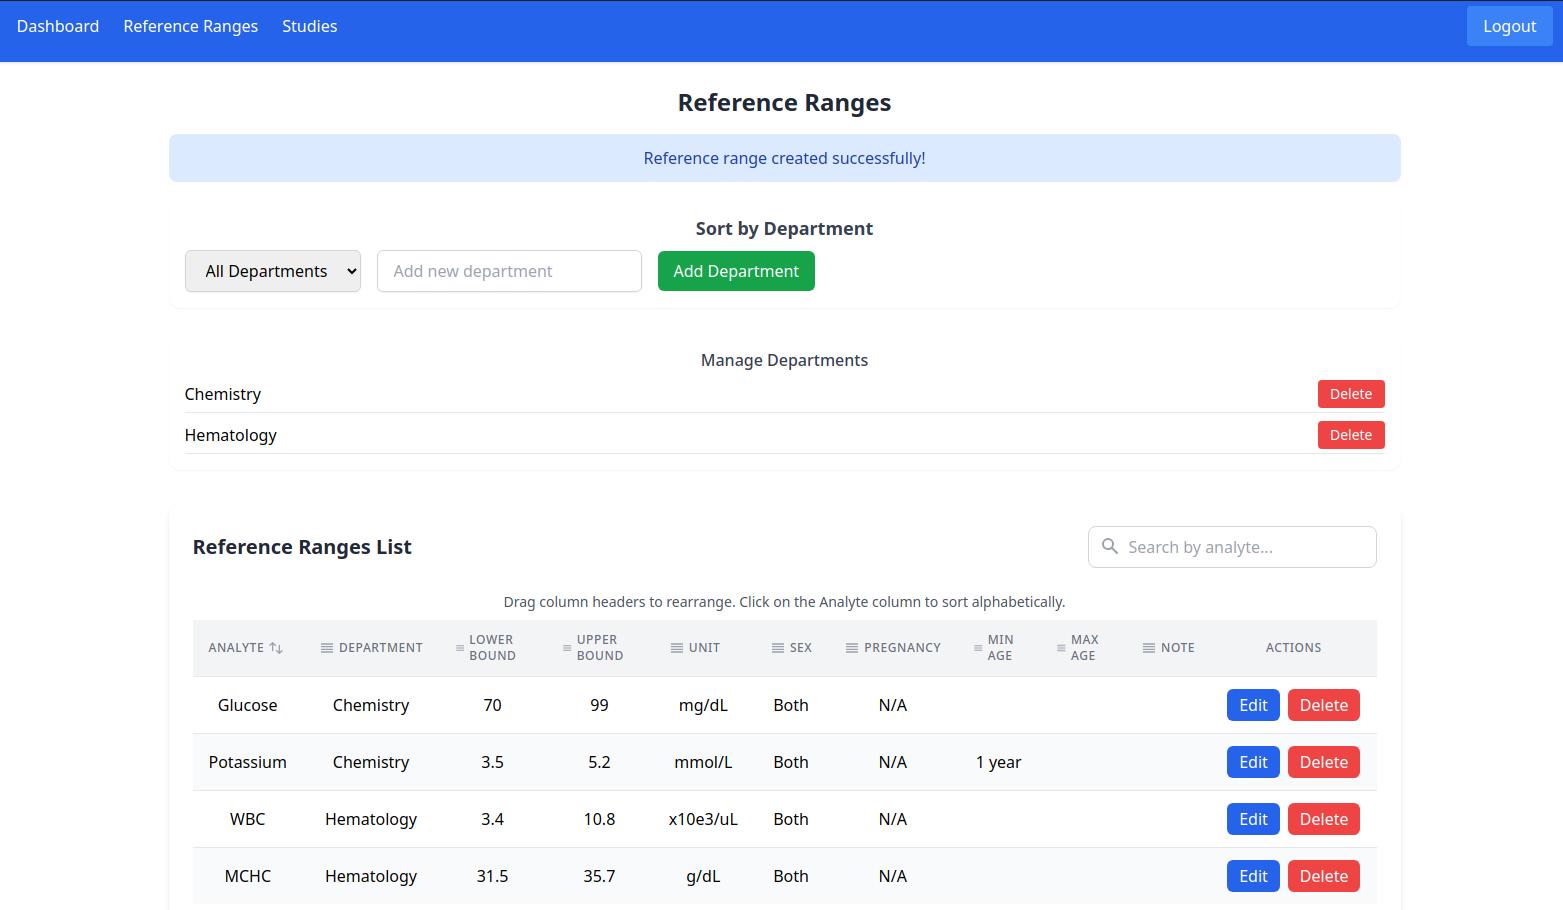 Dashboard Reference Ranges Studies Logout
Reference Ranges
Reference range created successfully!
Sort by Department
All Departments Add new department Add Department
Manage Departments
Chemistry Delete
Hematology Delete
Reference Ranges List Search by analyte...
Drag column headers to rearrange. Click on the Analyte column to sort alphabetically.
ANALYTE DEPARTMENT LOWER BOUND UPPER BOUND UNIT SEX PREGNANCY MIN AGE MAX AGE NOTE ACTIONS
Glucose Chemistry 70 99 mg/dL Both N/A Edit Delete
Potassium Chemistry 3.5 5.2 mmol/L Both N/A 1 year Edit Delete
WBC Hematology 3.4 10.8 x10e3/uL Both N/A Edit Delete
MCHC Hematology 31.5 35.7 g/dL Both N/A Edit Delete